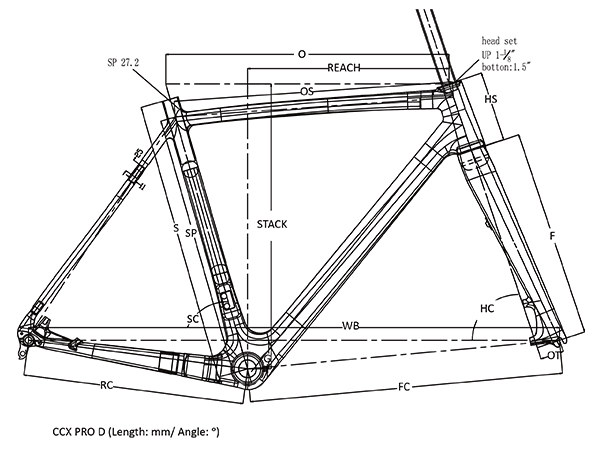 O
head set
SP 27.2
UP 1-⅛"
REACH
botton:1.5"
OS
HS
S
SP
STACK
F
SC
HC
WB
G
OT
RC
FC
CCX PRO D (Length: mm/ Angle: °)